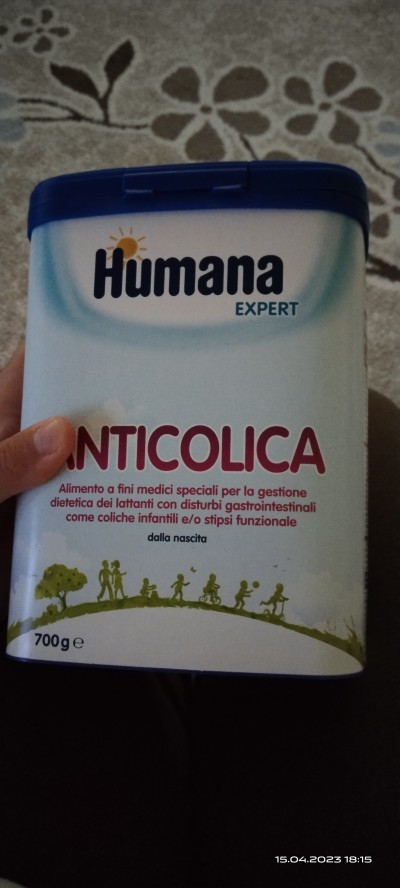 Humana
EXPERT
ANTICOLICA
Alimento a fini medici speciali per la gestione
dietetica dei lattanti con disturbi gastrointestinali
come coliche infantili e/o stipsi funzionale
dalla nascita
700g e
15.04.2023 18:15